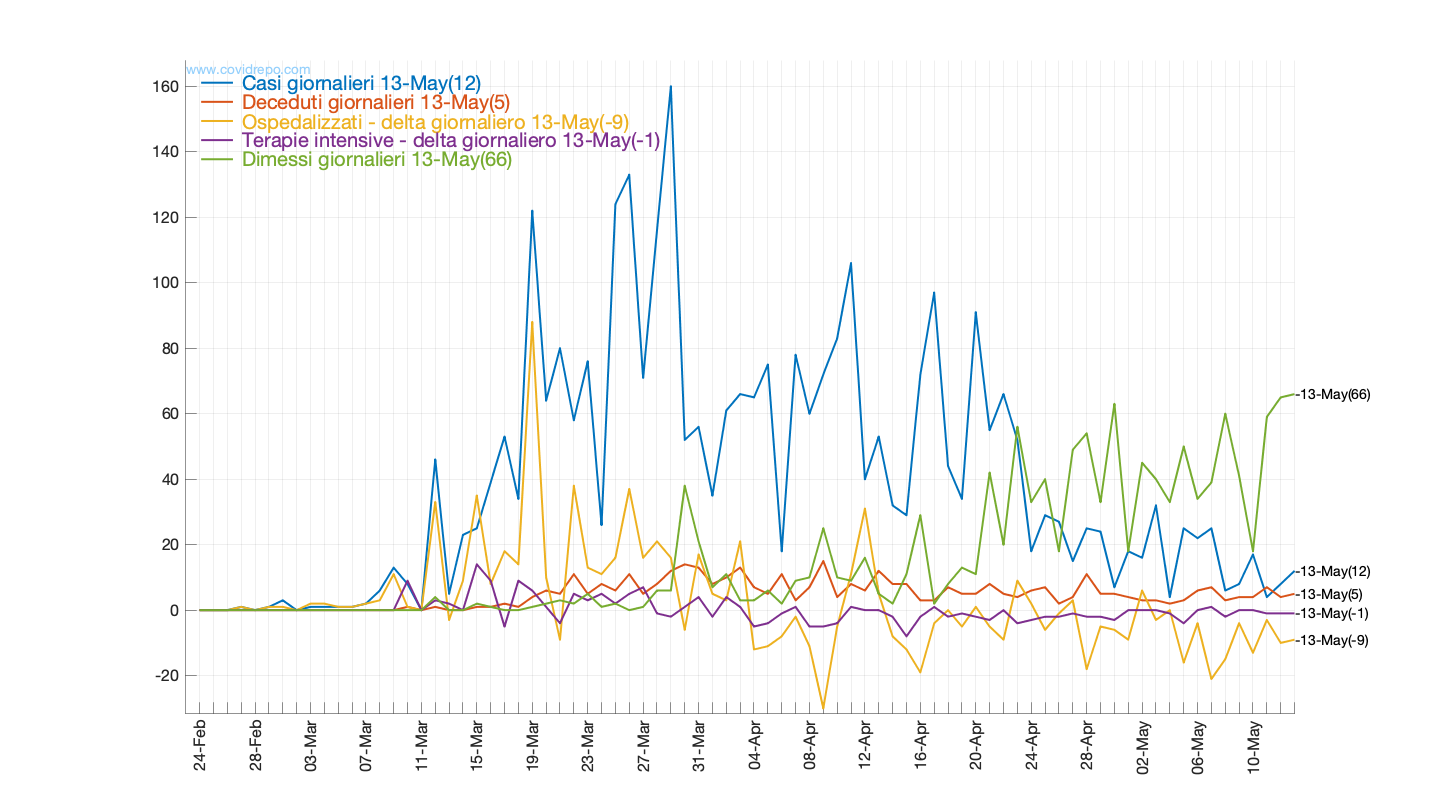 www.covidrepo.com
Casi giornalieri 13-May(12)
Deceduti giornalieri 13-May(5)
Ospedalizzati - delta giornaliero 13-May(-9)
Terapie intensive - delta giornaliero 13-May(-1)
Dimessi giornalieri 13-May(66)
160
140
120
100
80
60
40
20
0
-20
-13-May(66)
-13-May(12)
-13-May(5)
-13-May(-1)
-13-May(-9)
24-Feb
28-Feb
03-Mar
07-Mar
11-Mar
15-Mar
19-Mar
23-Mar
27-Mar
31-Mar
04-Apr
08-Apr
12-Apr
16-Apr
20-Apr
24-Apr
28-Apr
02-May
06-May
10-May